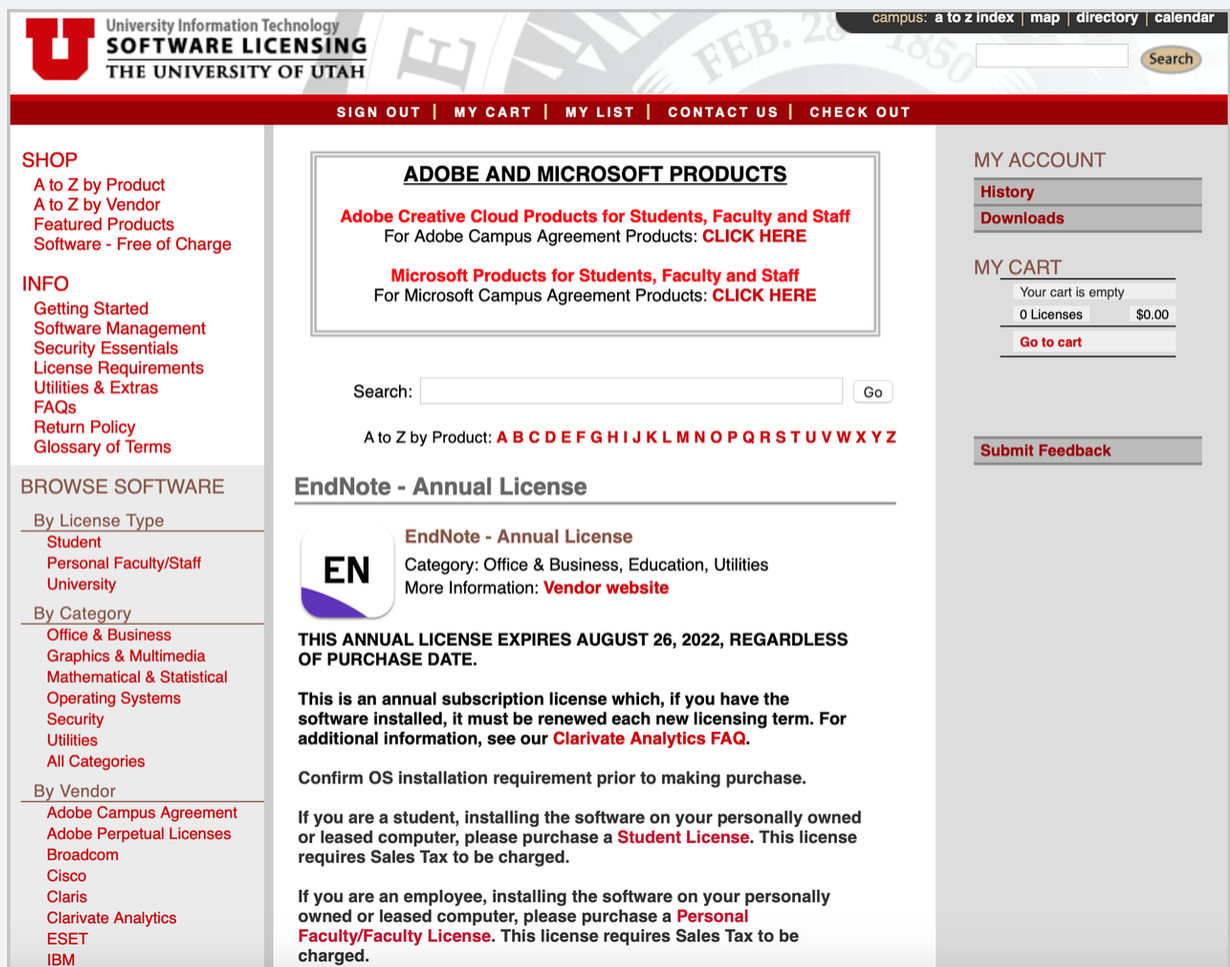 University Information Technology
SOFTWARE LICENSING
THE UNIVERSITY OF UTAH
E
FEB. 28
1850
campus: a to z index | map | directory | calendar
Search
SIGN OUT | MY CART | MY LIST | CONTACT US | CHECK OUT
SHOP
A to Z by Product
A to Z by Vendor
Featured Products
Software - Free of Charge
INFO
Getting Started
Software Management
Security Essentials
License Requirements
Utilities & Extras
FAQs
Return Policy
Glossary of Terms
BROWSE SOFTWARE
By License Type
Student
Personal Faculty/Staff
University
By Category
Office & Business
Graphics & Multimedia
Mathematical & Statistical
Operating Systems
Security
Utilities
All Categories
By Vendor
Adobe Campus Agreement
Adobe Perpetual Licenses
Broadcom
Cisco
Claris
Clarivate Analytics
ESET
IBM
ADOBE AND MICROSOFT PRODUCTS
Adobe Creative Cloud Products for Students, Faculty and Staff
For Adobe Campus Agreement Products: CLICK HERE
Microsoft Products for Students, Faculty and Staff
For Microsoft Campus Agreement Products: CLICK HERE
Search:
Go
A to Z by Product: A B C D E F G H I J K L M N O P Q R S T U V W X Y Z
EndNote - Annual License
EN
EndNote - Annual License
Category: Office & Business, Education, Utilities
More Information: Vendor website
THIS ANNUAL LICENSE EXPIRES AUGUST 26, 2022, REGARDLESS
OF PURCHASE DATE.
This is an annual subscription license which, if you have the
software installed, it must be renewed each new licensing term. For
additional information, see our Clarivate Analytics FAQ.
Confirm OS installation requirement prior to making purchase.
If you are a student, installing the software on your personally owned
or leased computer, please purchase a Student License. This license
requires Sales Tax to be charged.
If you are an employee, installing the software on your personally
owned or leased computer, please purchase a Personal
Faculty/Faculty License. This license requires Sales Tax to be
charged.
MY ACCOUNT
History
Downloads
MY CART
Your cart is empty
0 Licenses $0.00
Go to cart
Submit Feedback